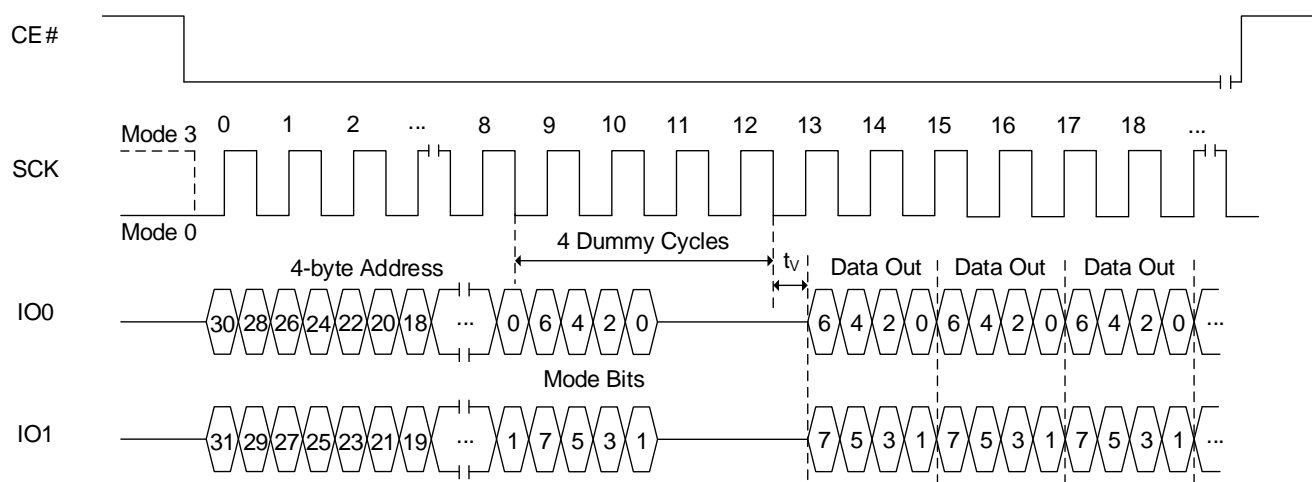 CE#
Mode 3 0 1 2 ... 8 9 10 11 12 13 14 15 16 17 18 ...
SCK
Mode 0
4 Dummy Cycles
4-byte Address tV Data Out Data Out Data Out
IO0 30 28 26 24 22 20 18 ... 0 6 4 2 0 6 4 2 0 6 4 2 0 6 4 2 0 ...
Mode Bits
IO1 31 29 27 25 23 21 19 ... 1 7 5 3 1 7 5 3 1 7 5 3 1 7 5 3 1 ...